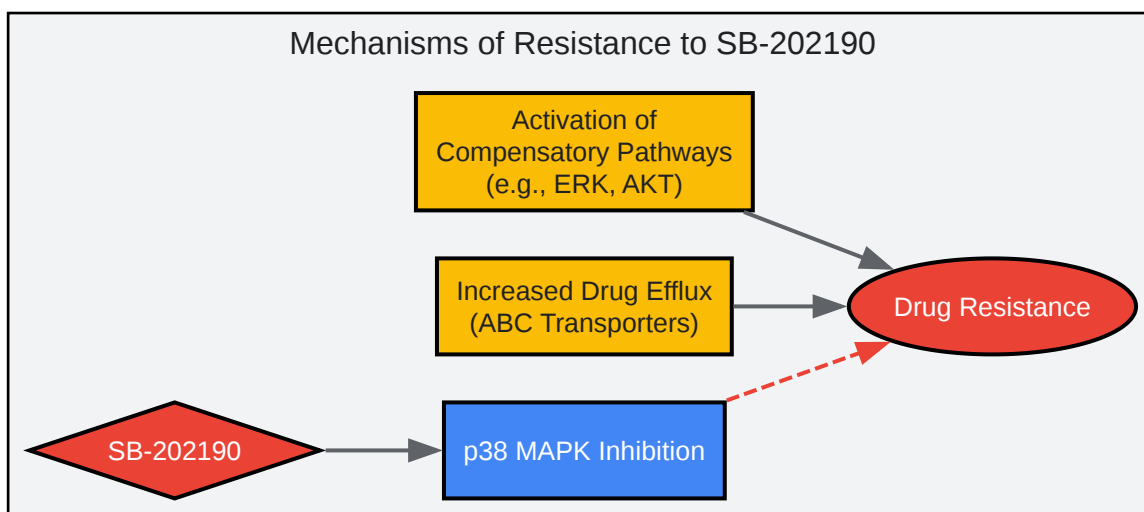 Mechanisms of Resistance to SB-202190
Activation of
Compensatory Pathways
(e.g., ERK, AKT)
Increased Drug Efflux
(ABC Transporters)
Drug Resistance
SB-202190
p38 MAPK Inhibition